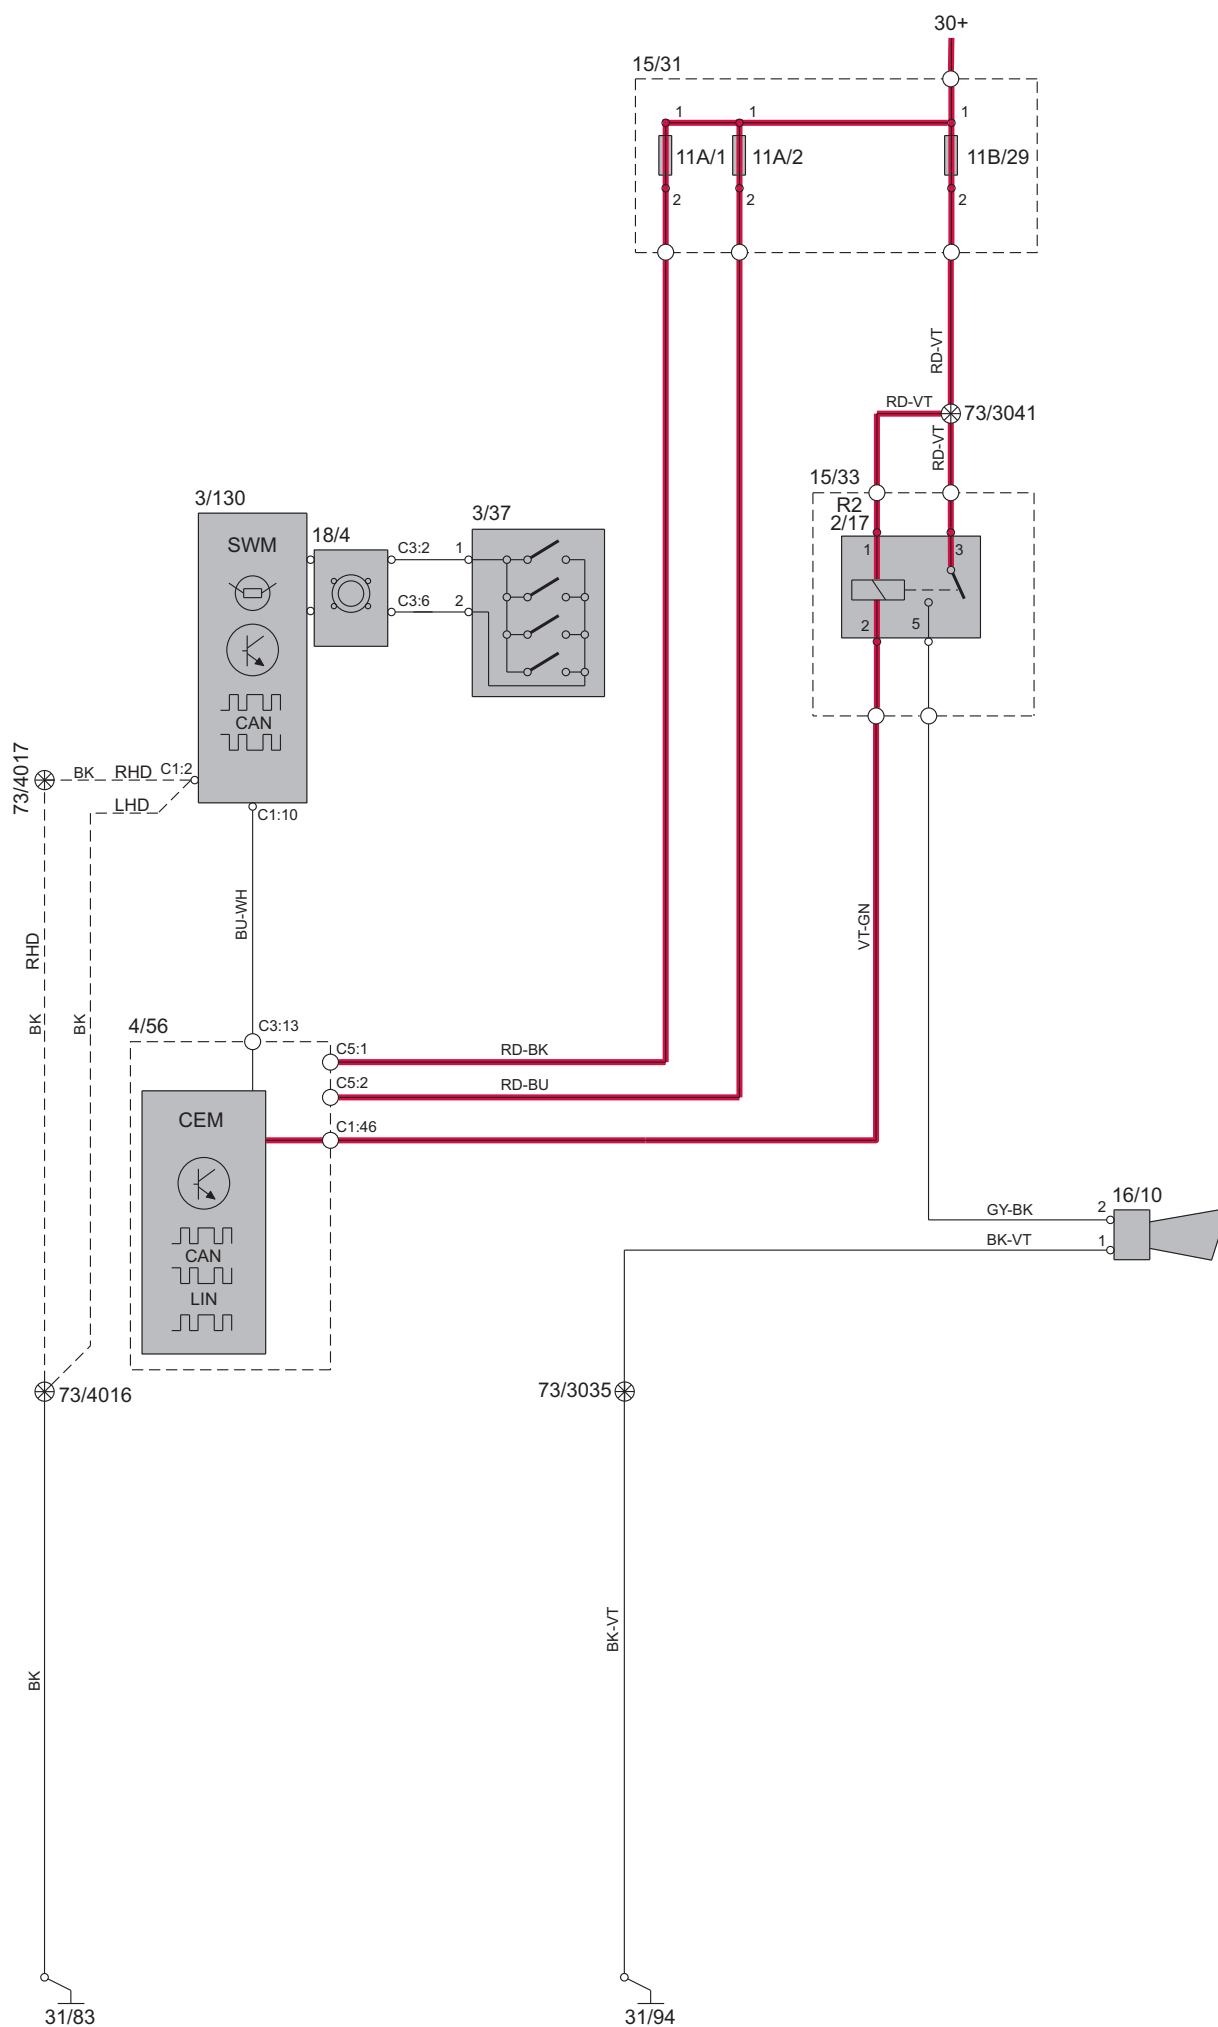 30+
15/31
1 1 1
11A/1 11A/2 11B/29
2 2 2
RD-VT
RD-VT 73/3041
RD-VT
15/33
R2
2/17
1 3
2 5
3/130
SWM
CAN
18/4
C3:2 1
C3:6 2
3/37
73/4017
BK RHD C1:2
LHD
C1:10
BU-WH
VT-GN
RHD
BK
BK
4/56
C3:13
C5:1 RD-BK
C5:2 RD-BU
C1:46
CEM
CAN
LIN
16/10
GY-BK 2
BK-VT 1
73/4016
73/3035
BK
BK-VT
31/83
31/94